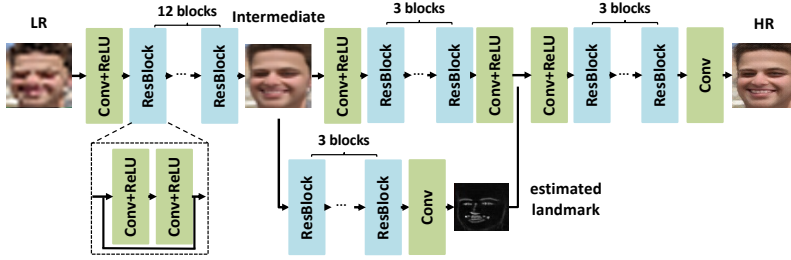 12 blocks
Intermediate
3 blocks
3 blocks
LR
HR
Conv+ReLU
ResBlock
...
ResBlock
Conv+ReLU
ResBlock
...
ResBlock
Conv+ReLU
Conv+ReLU
ResBlock
...
ResBlock
Conv
3 blocks
Conv+ReLU
Conv+ReLU
ResBlock
...
ResBlock
Conv
estimated
landmark